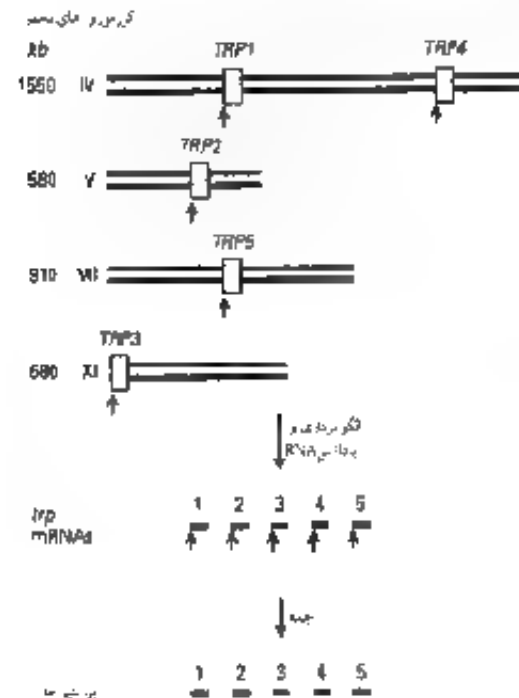 kb
TRP1 TRP4
1550 IV
TRP2
580 V
TRP5
910 VII
TRP3
680 XI
RNA
1 2 3 4 5
trp
mRNAs
1 2 3 4 5